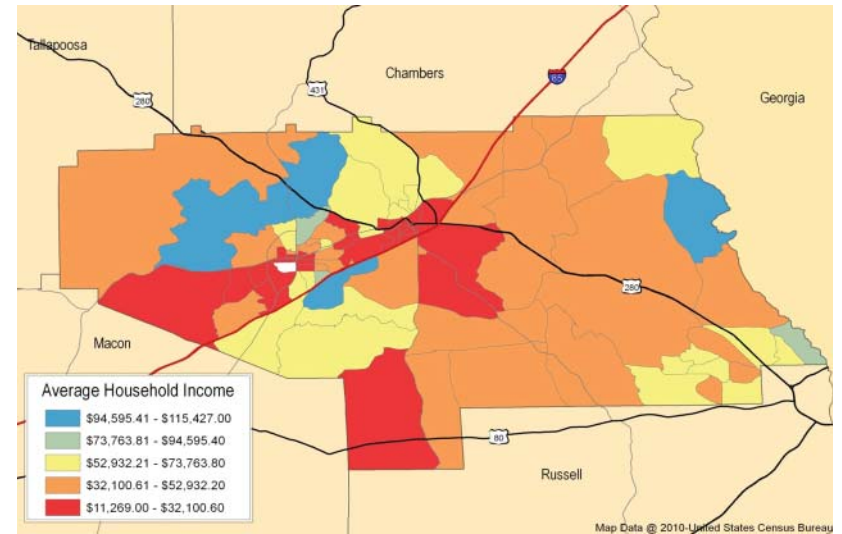 Tallapoosa
Chambers
Georgia
85
431
280
280
Macon
Average Household Income
$94,595.41 - $115,427.00
$73,763.81 - $94,595.40
$52,932.21 - $73,763.80
$32,100.61 - $52,932.20
$11,269.00 - $32,100.60
80
Russell
Map Data @ 2010-United States Census Bureau